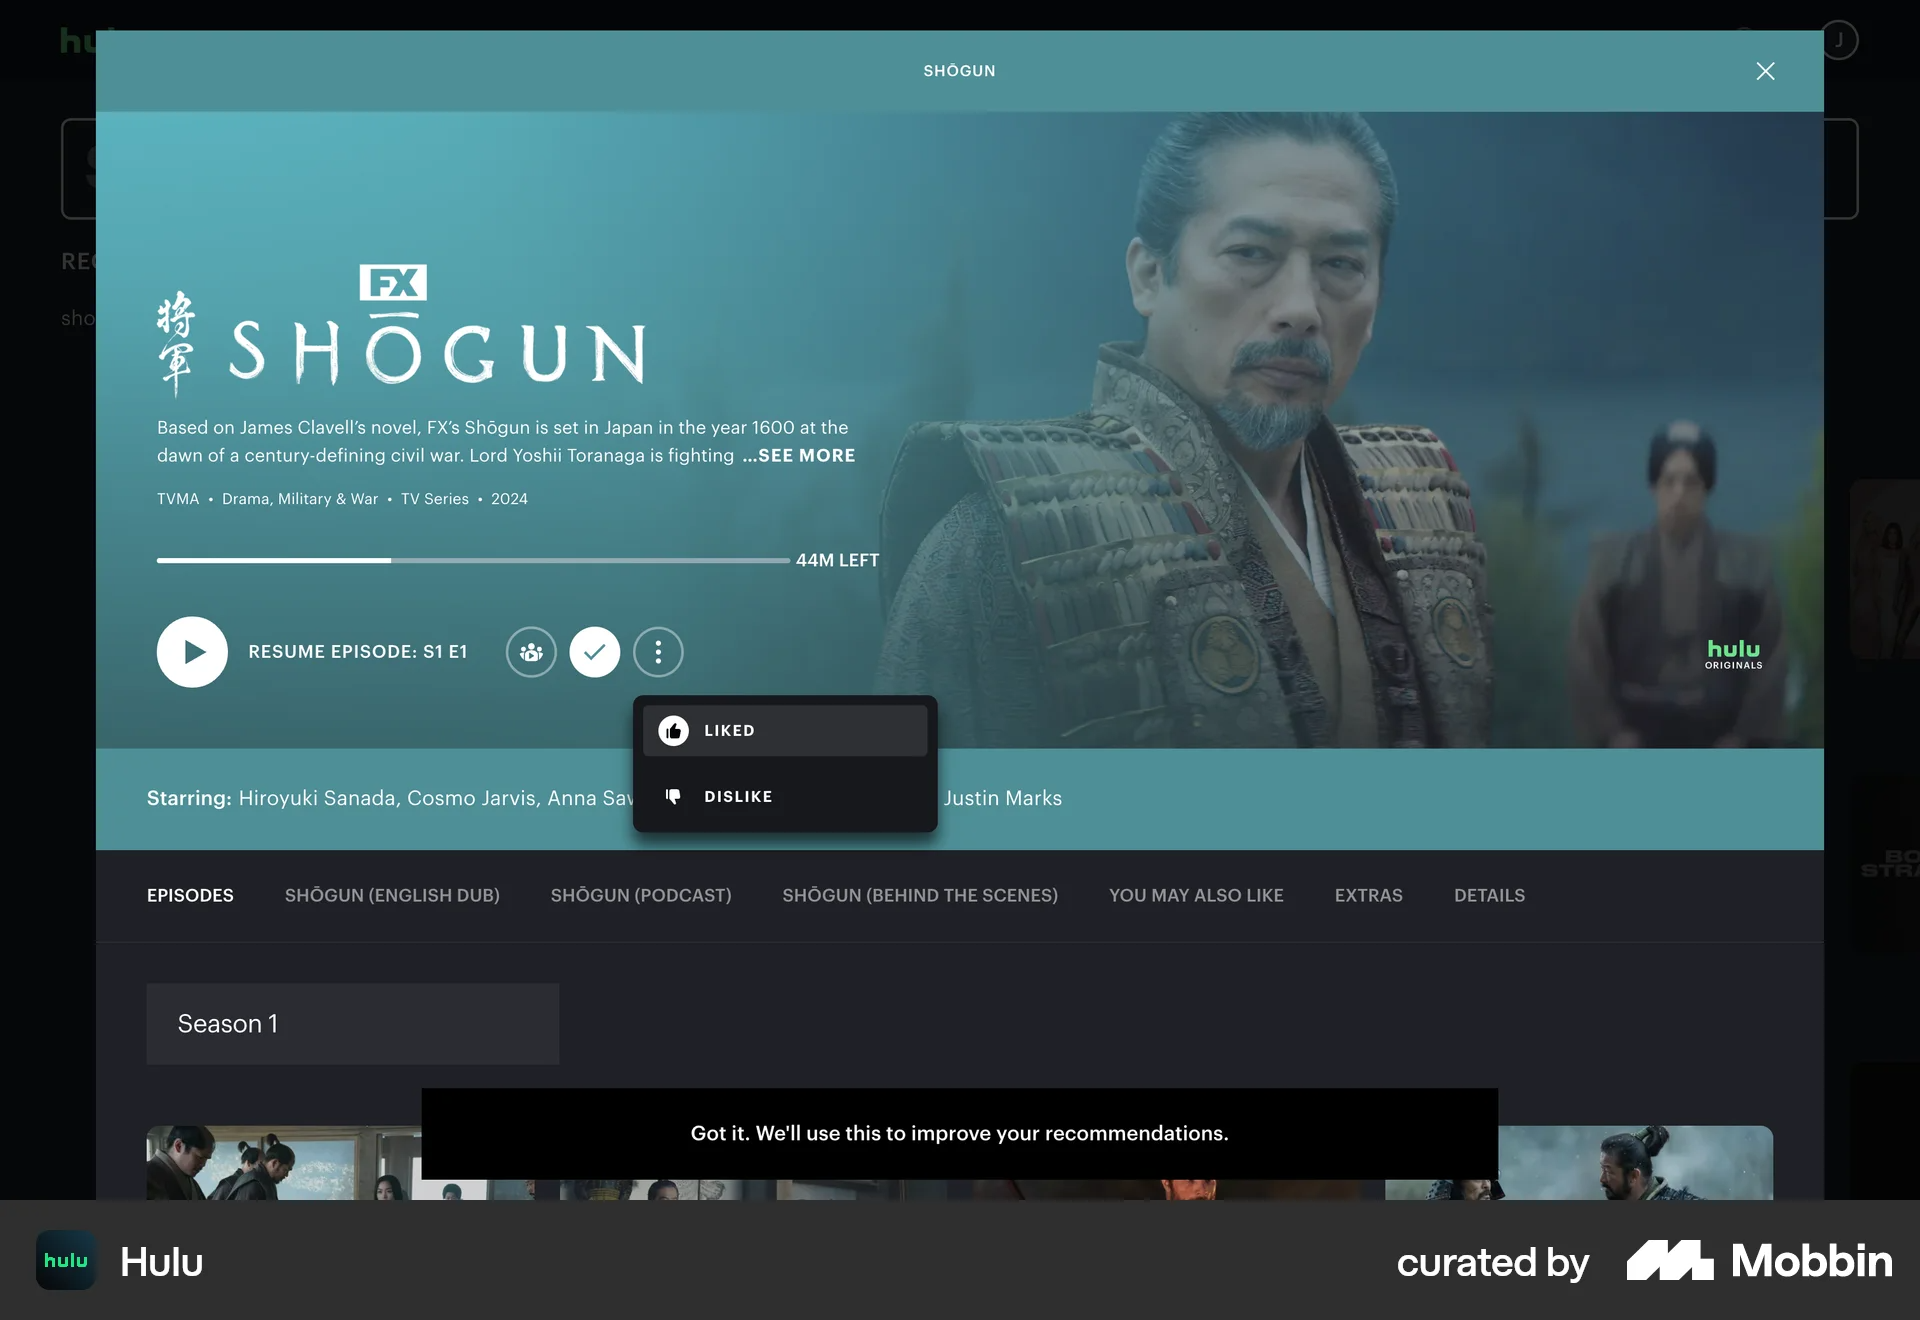 hu
SHŌGUN
J
S
REC
sho
FX
将軍
SHŌGUN
Based on James Clavell's novel, FX's Shōgun is set in Japan in the year 1600 at the
dawn of a century-defining civil war. Lord Yoshii Toranaga is fighting ...SEE MORE
TVMA • Drama, Military & War • TV Series • 2024
44M LEFT
RESUME EPISODE: S1 E1
hulu
ORIGINALS
LIKED
DISLIKE
Starring: Hiroyuki Sanada, Cosmo Jarvis, Anna Saw
Justin Marks
BO
STRA
EPISODES SHŌGUN (ENGLISH DUB) SHŌGUN (PODCAST) SHŌGUN (BEHIND THE SCENES) YOU MAY ALSO LIKE EXTRAS DETAILS
Season 1
Got it. We'll use this to improve your recommendations.
hulu
Hulu
curated by
Mobbin